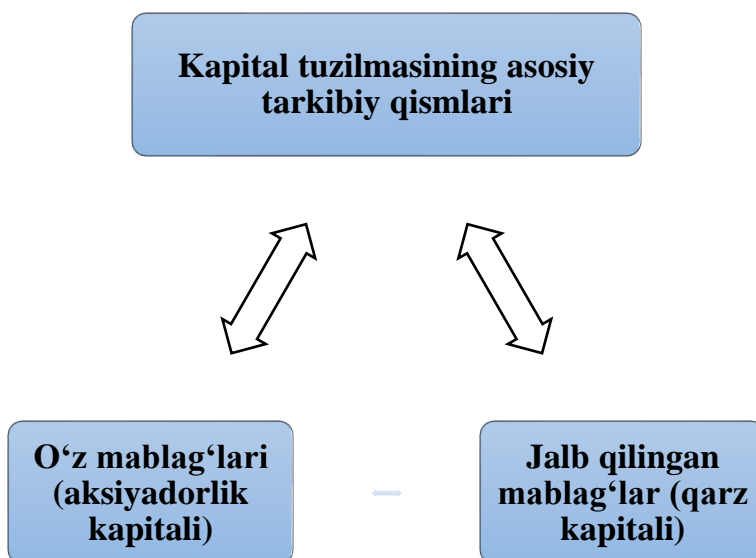 Kapital tuzilmasining asosiy
tarkibiy qismlari
O‘z mablag‘lari
(aksiyadorlik
kapitali)
Jalb qilingan
mablag‘lar (qarz
kapitali)